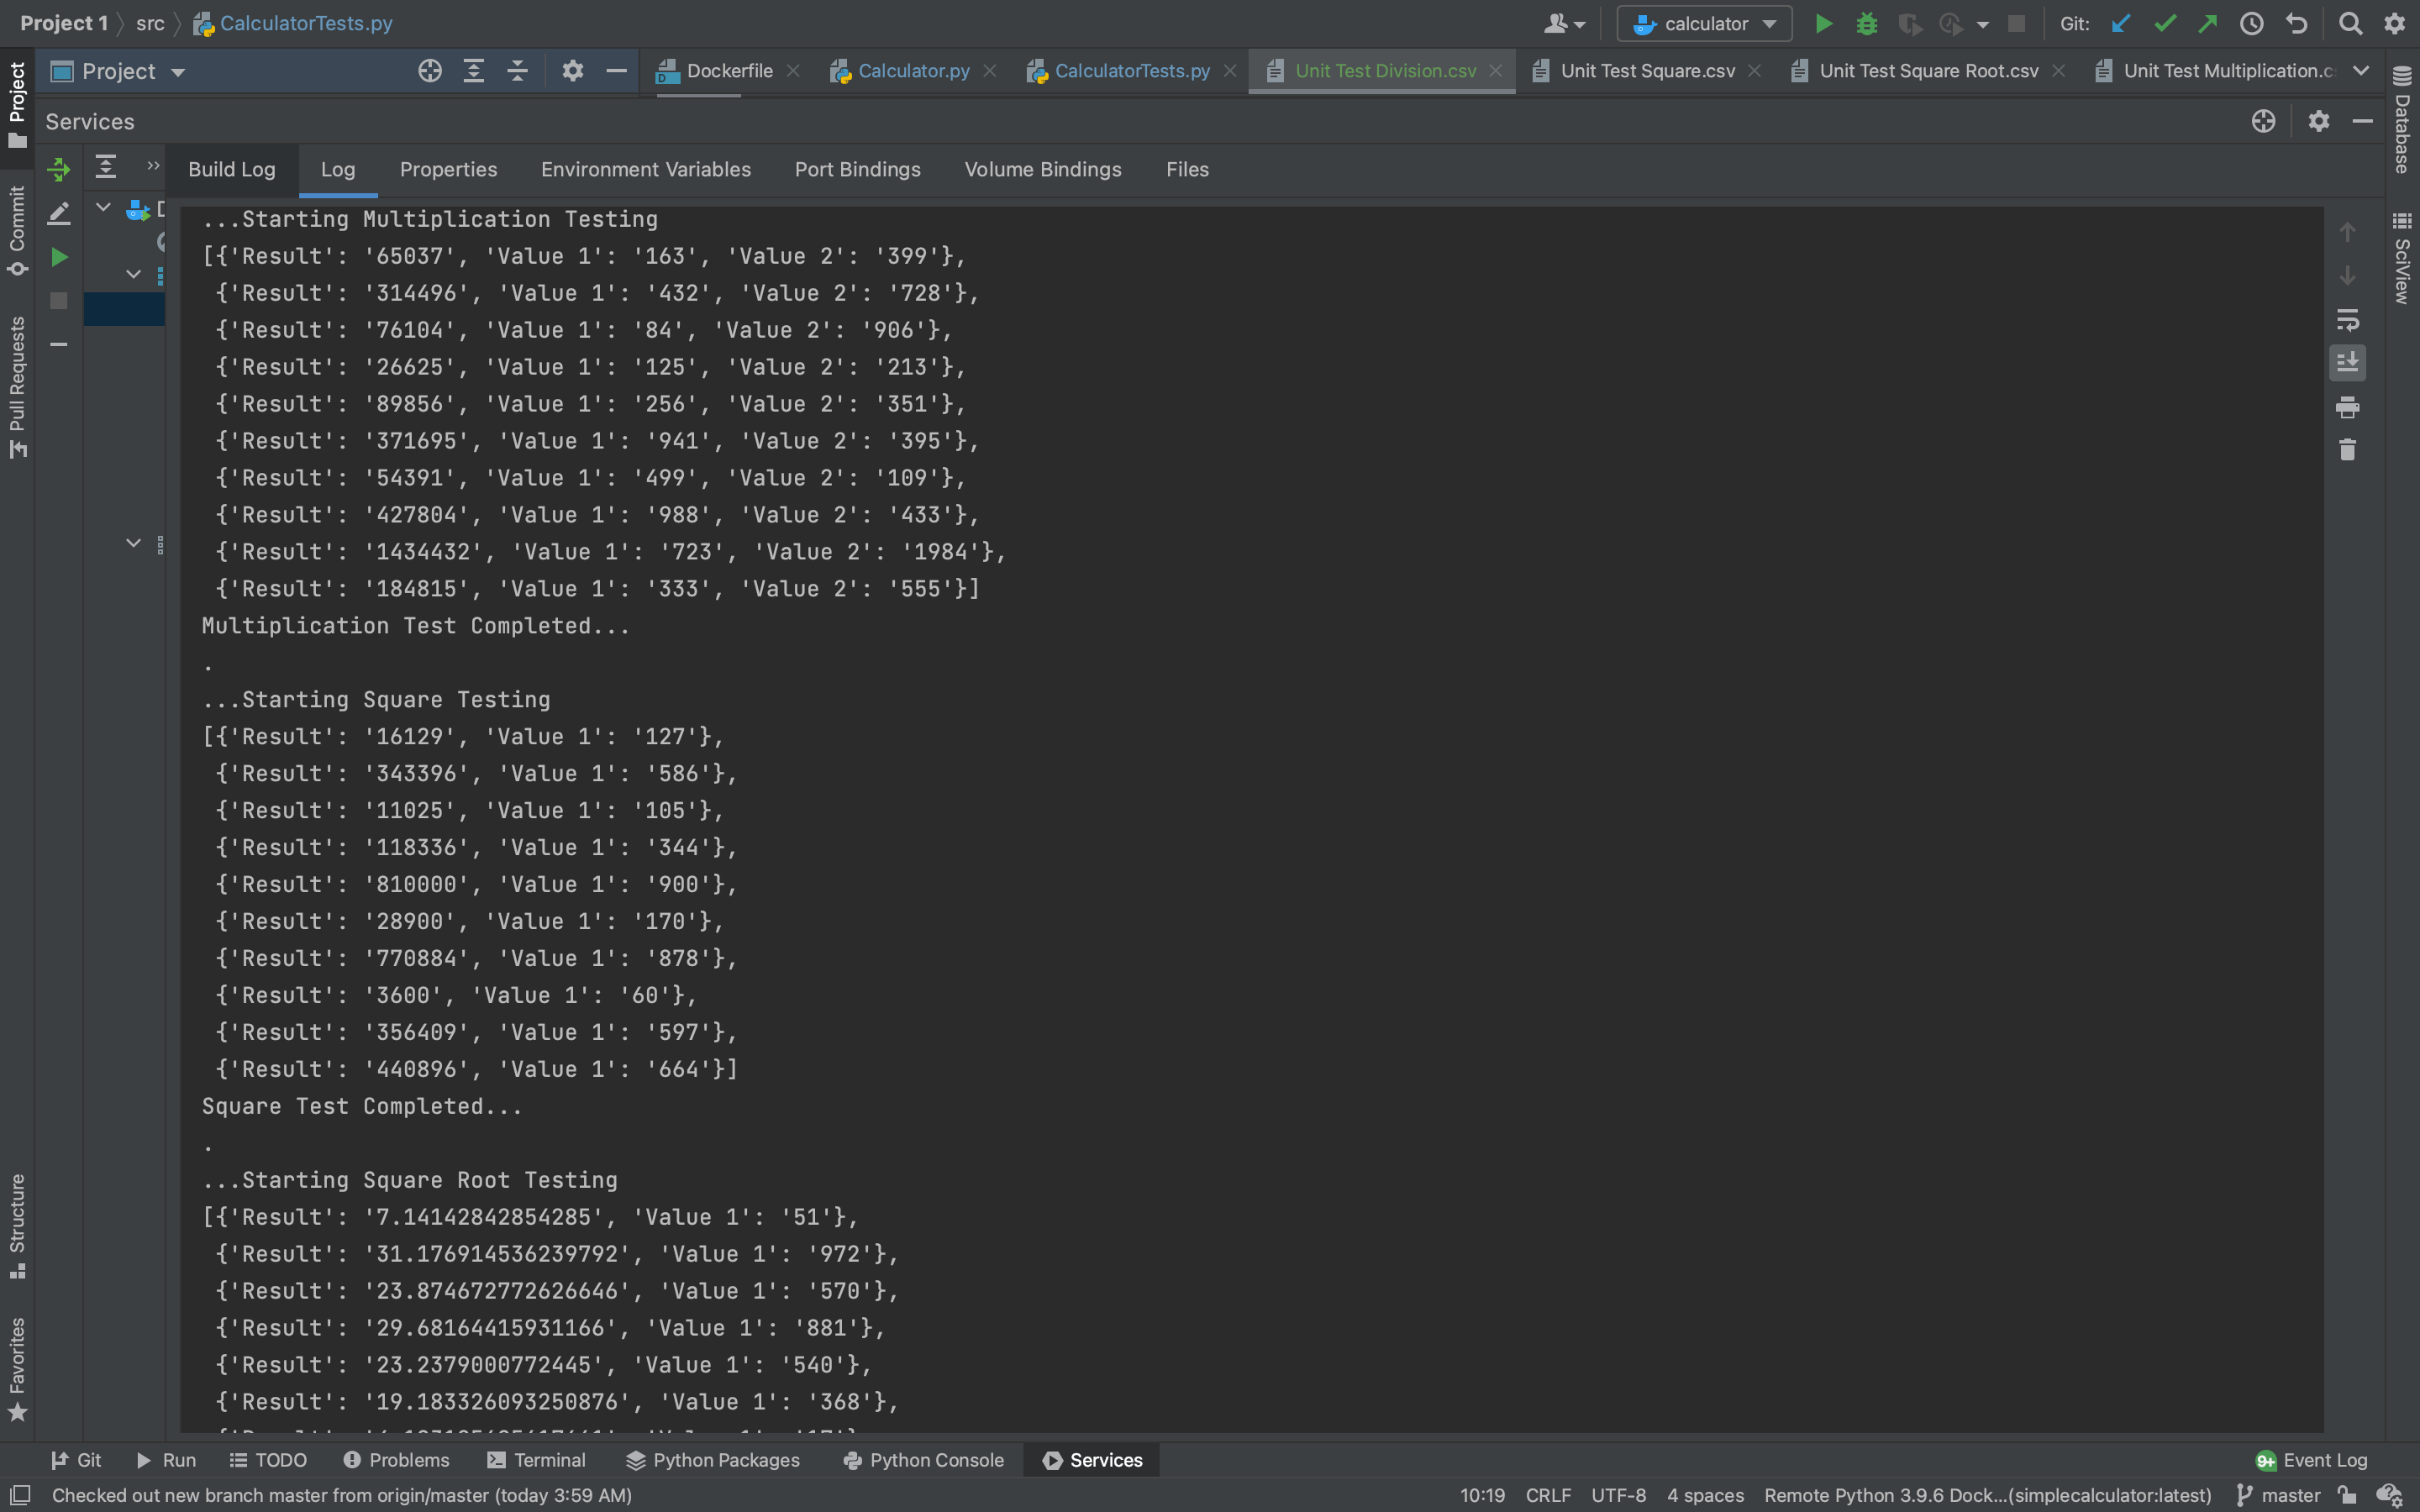 Project 1 src CalculatorTests.py calculator Git:
Project Dockerfile Calculator.py CalculatorTests.py Unit Test Division.csv Unit Test Square.csv Unit Test Square Root.csv Unit Test Multiplication.c
Services
Build Log Log Properties Environment Variables Port Bindings Volume Bindings Files
...Starting Multiplication Testing
[{'Result': '65037', 'Value 1': '163', 'Value 2': '399'},
{'Result': '314496', 'Value 1': '432', 'Value 2': '728'},
{'Result': '76104', 'Value 1': '84', 'Value 2': '906'},
{'Result': '26625', 'Value 1': '125', 'Value 2': '213'},
{'Result': '89856', 'Value 1': '256', 'Value 2': '351'},
{'Result': '371695', 'Value 1': '941', 'Value 2': '395'},
{'Result': '54391', 'Value 1': '499', 'Value 2': '109'},
{'Result': '427804', 'Value 1': '988', 'Value 2': '433'},
{'Result': '1434432', 'Value 1': '723', 'Value 2': '1984'},
{'Result': '184815', 'Value 1': '333', 'Value 2': '555'}]
Multiplication Test Completed...
.
...Starting Square Testing
[{'Result': '16129', 'Value 1': '127'},
{'Result': '343396', 'Value 1': '586'},
{'Result': '11025', 'Value 1': '105'},
{'Result': '118336', 'Value 1': '344'},
{'Result': '810000', 'Value 1': '900'},
{'Result': '28900', 'Value 1': '170'},
{'Result': '770884', 'Value 1': '878'},
{'Result': '3600', 'Value 1': '60'},
{'Result': '356409', 'Value 1': '597'},
{'Result': '440896', 'Value 1': '664'}]
Square Test Completed...
.
...Starting Square Root Testing
[{'Result': '7.14142842854285', 'Value 1': '51'},
{'Result': '31.176914536239792', 'Value 1': '972'},
{'Result': '23.874672772626646', 'Value 1': '570'},
{'Result': '29.68164415931166', 'Value 1': '881'},
{'Result': '23.2379000772445', 'Value 1': '540'},
{'Result': '19.183326093250876', 'Value 1': '368'},
Project
Commit
Pull Requests
Structure
Favorites
Database
SciView
Git Run TODO Problems Terminal Python Packages Python Console Services 9+ Event Log
Checked out new branch master from origin/master (today 3:59 AM) 10:19 CRLF UTF-8 4 spaces Remote Python 3.9.6 Dock...(simplecalculator:latest) master